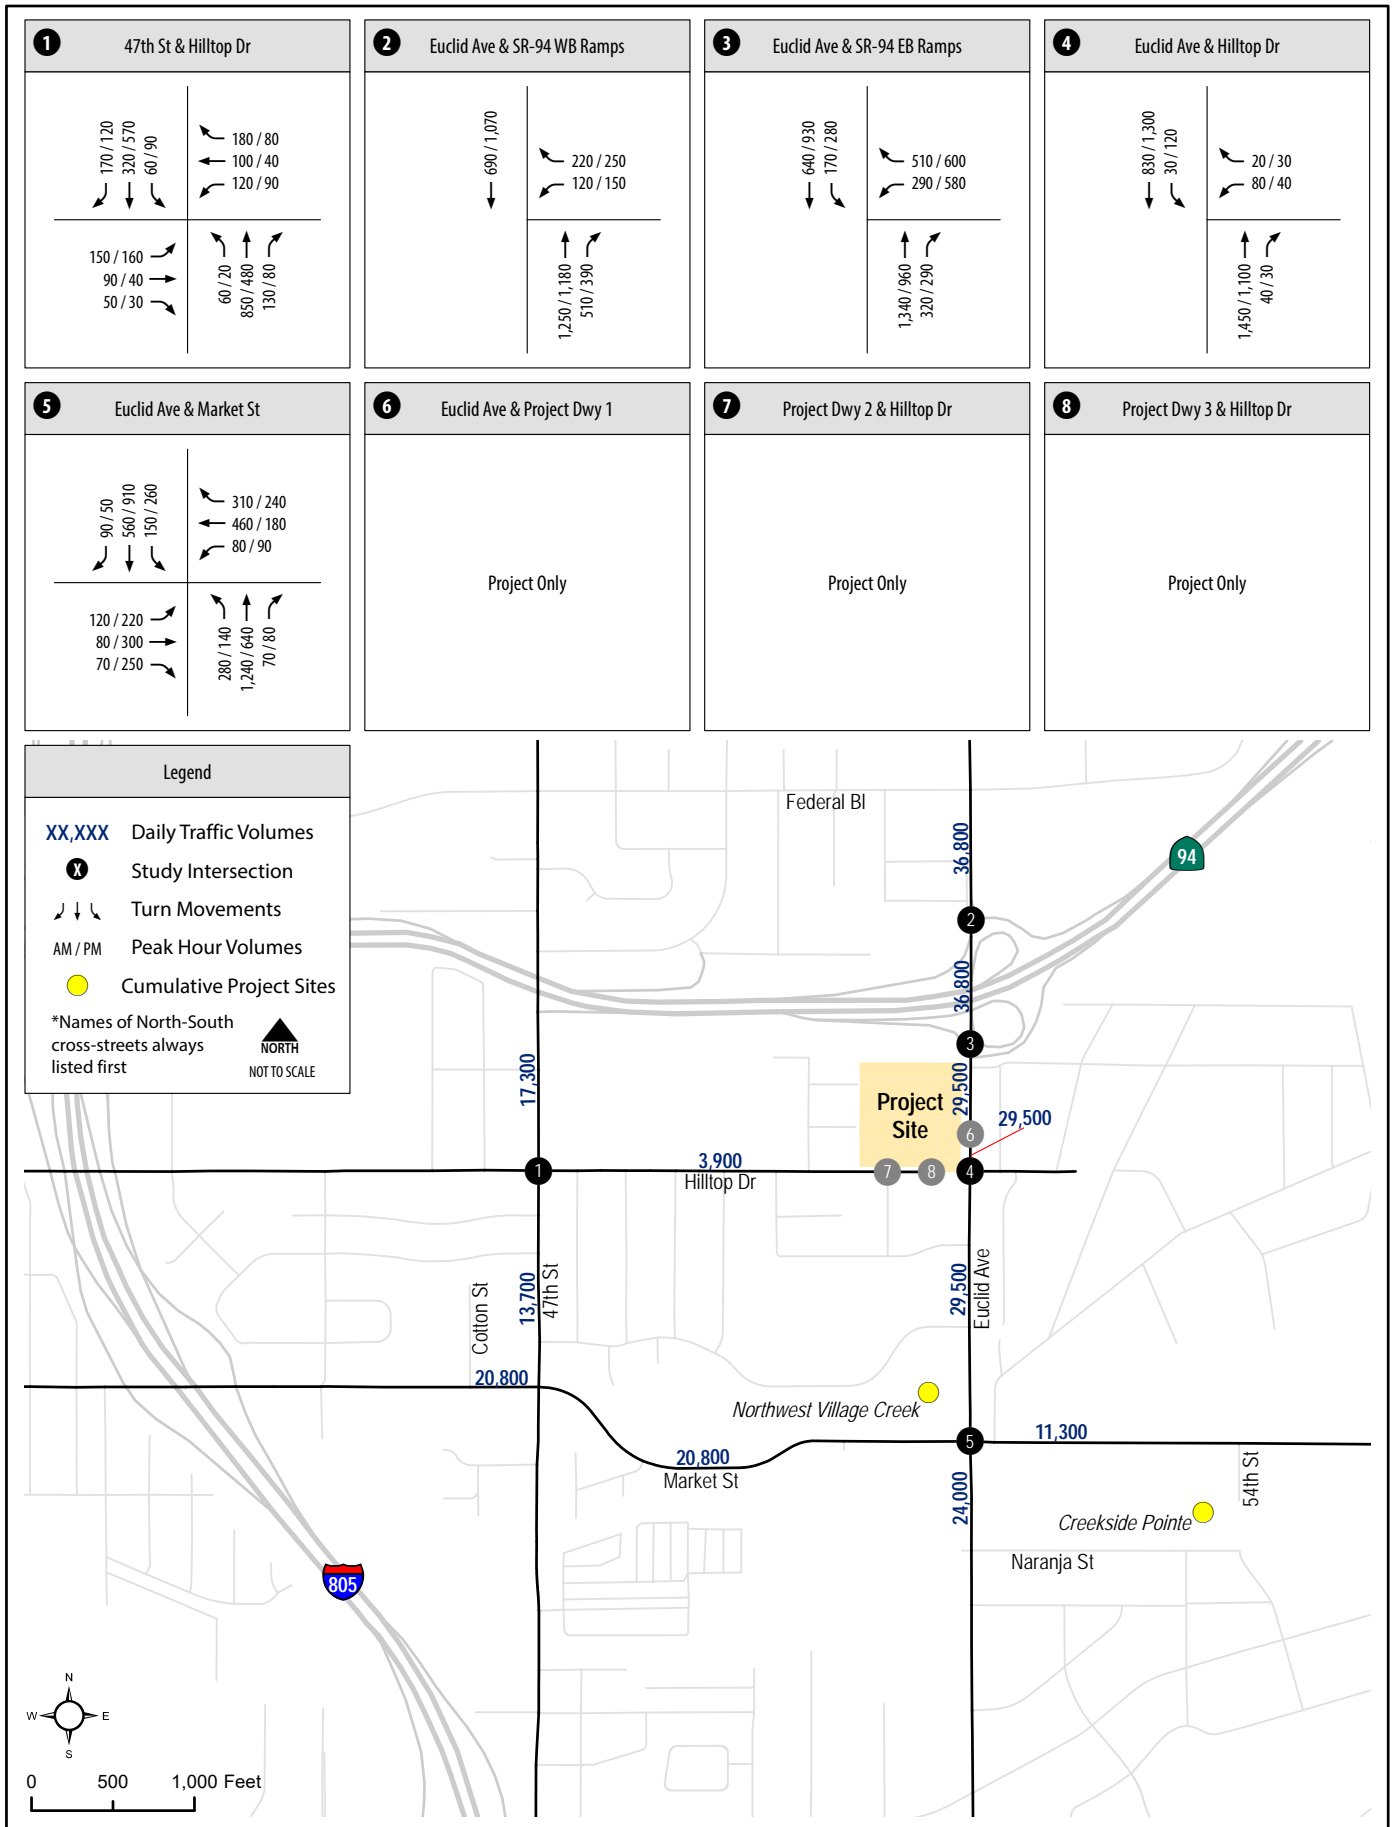 1
47th St & Hilltop Dr
170 / 120
320 / 570
60 / 90
180 / 80
100 / 40
120 / 90
150 / 160
90 / 40
50 / 30
60 / 20
850 / 480
130 / 80
2
Euclid Ave & SR-94 WB Ramps
690 / 1,070
220 / 250
120 / 150
1,250 / 1,180
510 / 390
3
Euclid Ave & SR-94 EB Ramps
640 / 930
170 / 280
510 / 600
290 / 580
1,340 / 960
320 / 290
4
Euclid Ave & Hilltop Dr
830 / 1,300
30 / 120
20 / 30
80 / 40
1,450 / 1,100
40 / 30
5
Euclid Ave & Market St
90 / 50
560 / 910
150 / 260
310 / 240
460 / 180
80 / 90
120 / 220
80 / 300
70 / 250
280 / 140
1,240 / 640
70 / 80
6
Euclid Ave & Project Dwy 1
Project Only
7
Project Dwy 2 & Hilltop Dr
Project Only
8
Project Dwy 3 & Hilltop Dr
Project Only
Legend
XX,XXX Daily Traffic Volumes
X Study Intersection
Turn Movements
AM / PM Peak Hour Volumes
Cumulative Project Sites
*Names of North-South
cross-streets always
listed first
NORTH
NOT TO SCALE
Federal Bl
36,800
94
2
36,800
3
17,300
29,500
Project
Site
29,500
6
3,900
1
7
8
4
Hilltop Dr
13,700
47th St
Cotton St
29,500
Euclid Ave
20,800
Northwest Village Creek
5
11,300
20,800
Market St
24,000
54th St
Creekside Pointe
Naranja St
805
N
W
E
S
0
500
1,000 Feet